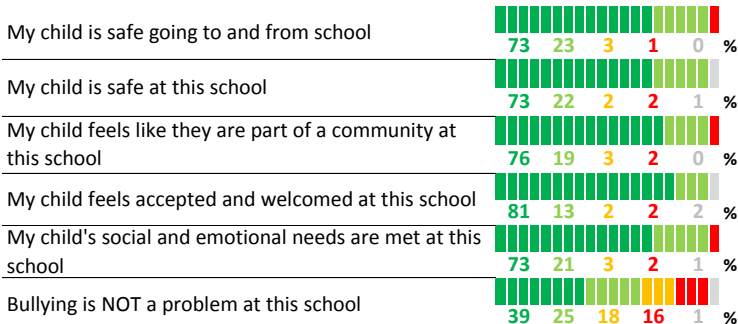 My child is safe going to and from school
73 23 3 1 0 %
My child is safe at this school
73 22 2 2 1 %
My child feels like they are part of a community at
this school
76 19 3 2 0 %
My child feels accepted and welcomed at this school
81 13 2 2 2 %
My child's social and emotional needs are met at this
school
73 21 3 2 1 %
Bullying is NOT a problem at this school
39 25 18 16 1 %